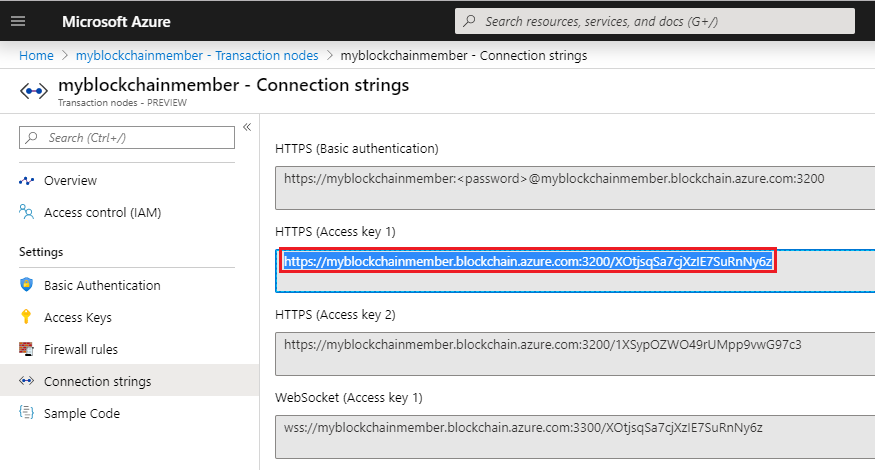 Microsoft Azure
Search resources, services, and docs (G+/)
Home > myblockchainmember - Transaction nodes > myblockchainmember - Connection strings
myblockchainmember - Connection strings
Transaction nodes - PREVIEW
Search (Ctrl+/)
«
Overview
Access control (IAM)
Settings
Basic Authentication
Access Keys
Firewall rules
Connection strings
Sample Code
HTTPS (Basic authentication)
https://myblockchainmember:<password>@myblockchainmember.blockchain.azure.com:3200
HTTPS (Access key 1)
https://myblockchainmember.blockchain.azure.com:3200/XOtjsqSa7cjXzIE7SuRnNy6z
HTTPS (Access key 2)
https://myblockchainmember.blockchain.azure.com:3200/1XSypOZWO49rUMpp9vwG97c3
WebSocket (Access key 1)
wss://myblockchainmember.blockchain.azure.com:3300/XOtjsqSa7cjXzIE7SuRnNy6z